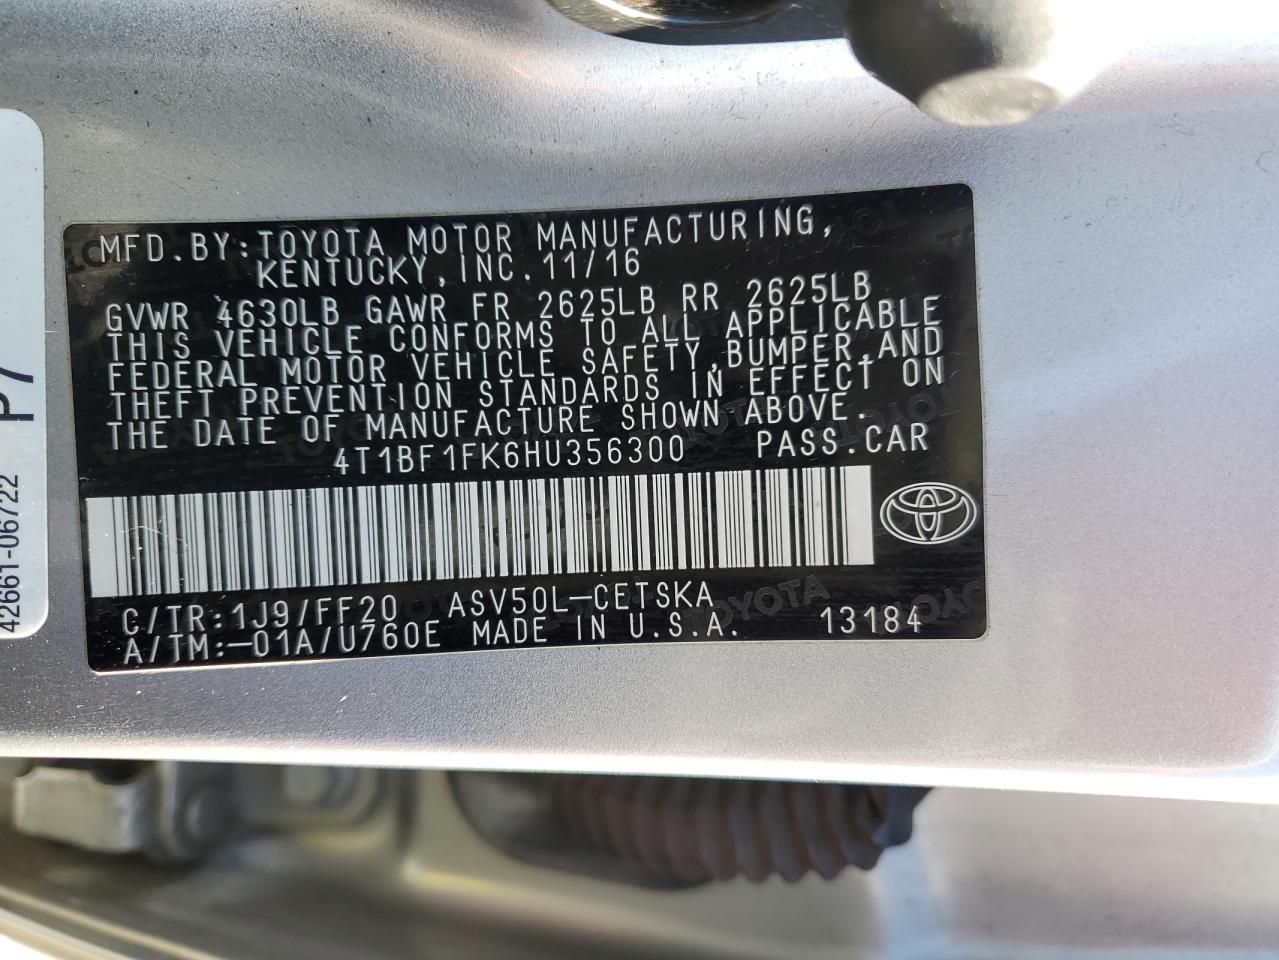 MFD.BY:TOYOTA MOTOR MANUFACTURING,
KENTUCKY,INC.11/16
GVWR 4630LB GAWR FR 2625LB RR 2625LB
THIS VEHICLE CONFORMS TO ALL APPLICABLE
FEDERAL MOTOR VEHICLE SAFETY,BUMPER,AND
THEFT PREVENTION STANDARDS IN EFFECT ON
THE DATE OF MANUFACTURE SHOWN ABOVE.
4T1BF1FK6HU356300 PASS.CAR
C/TR:1J9/FF20 ASV50L-CETSKA
A/TM:-01A/U760E MADE IN U.S.A. 13184
TOYOTA
42661-06722